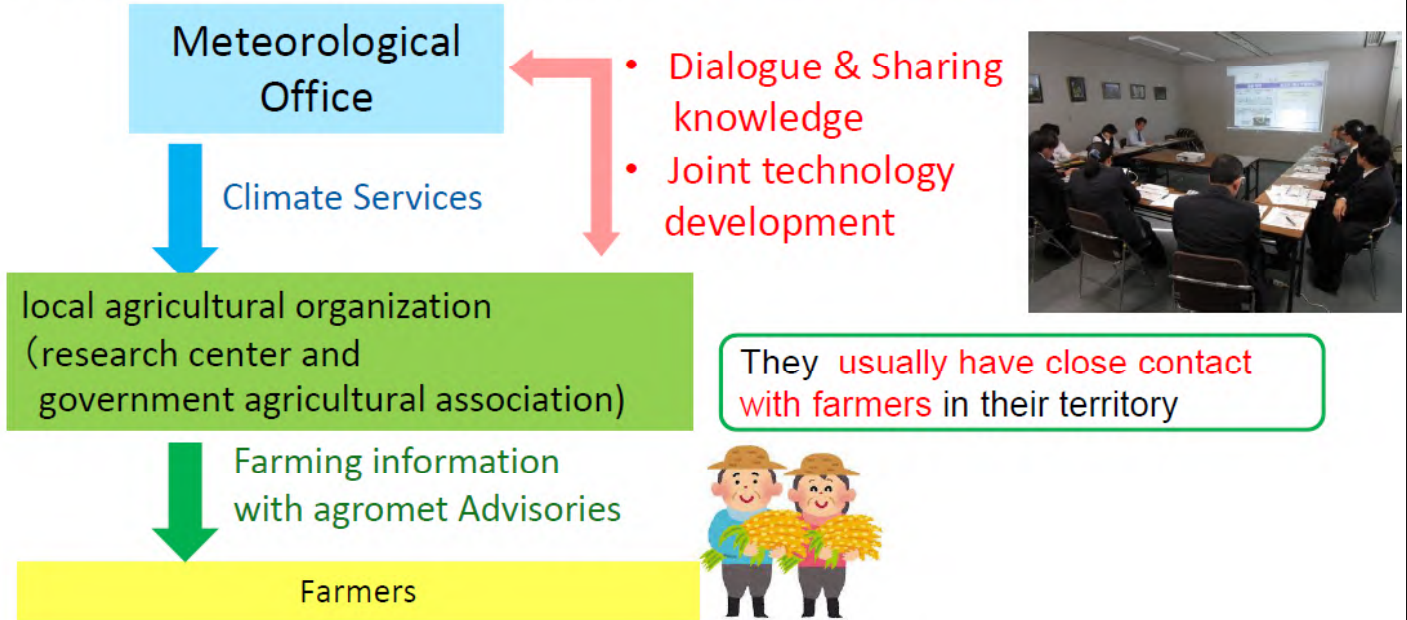 Meteorological
Office
• Dialogue & Sharing
knowledge
• Joint technology
development
Climate Services
local agricultural organization
（research center and
government agricultural association)
They usually have close contact
with farmers in their territory
Farming information
with agromet Advisories
Farmers